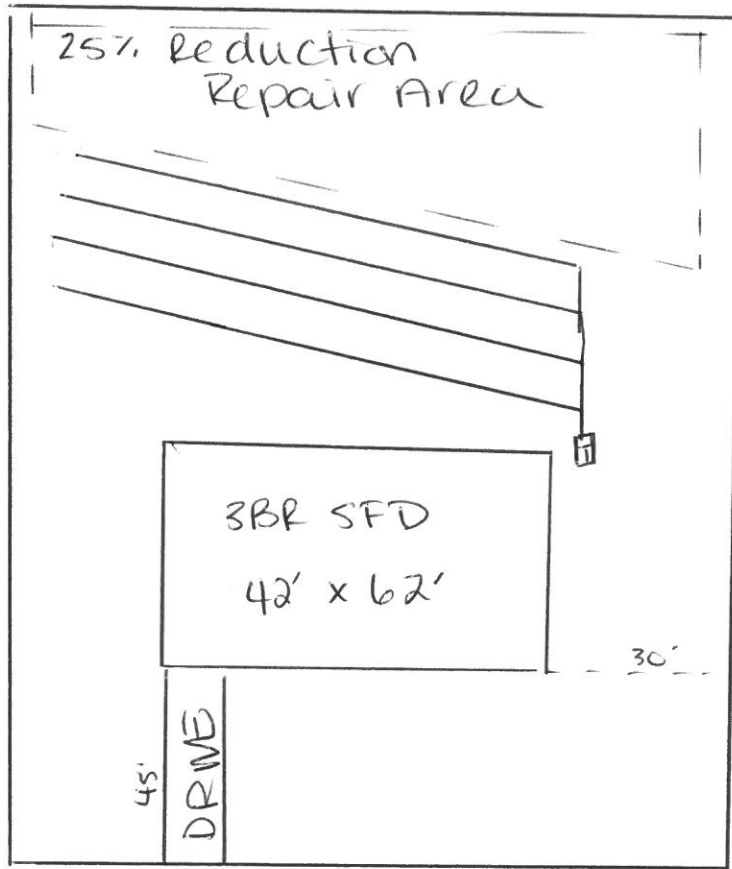 25% Reduction
Repair Area
3BR SFD
42' x 62'
30'
45'
DRIVE